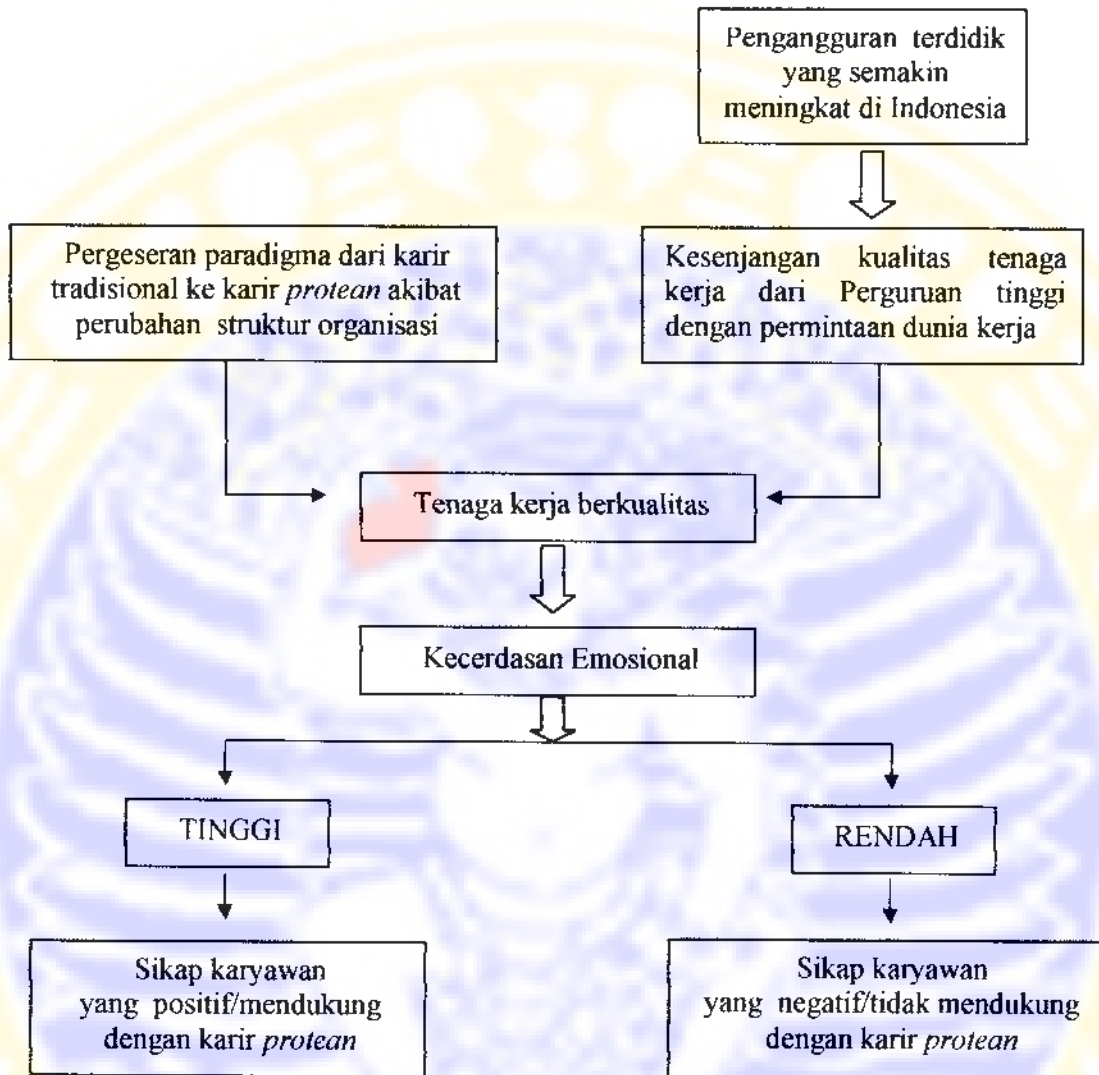 Pengangguran terdidik
yang semakin
meningkat di Indonesia
Pergeseran paradigma dari karir
tradisional ke karir protean akibat
perubahan struktur organisasi
Kesenjangan kualitas tenaga
kerja dari Perguruan tinggi
dengan permintaan dunia kerja
Tenaga kerja berkualitas
Kecerdasan Emosional
TINGGI
RENDAH
Sikap karyawan
yang positif/mendukung
dengan karir protean
Sikap karyawan
yang negatif/tidak mendukung
dengan karir protean